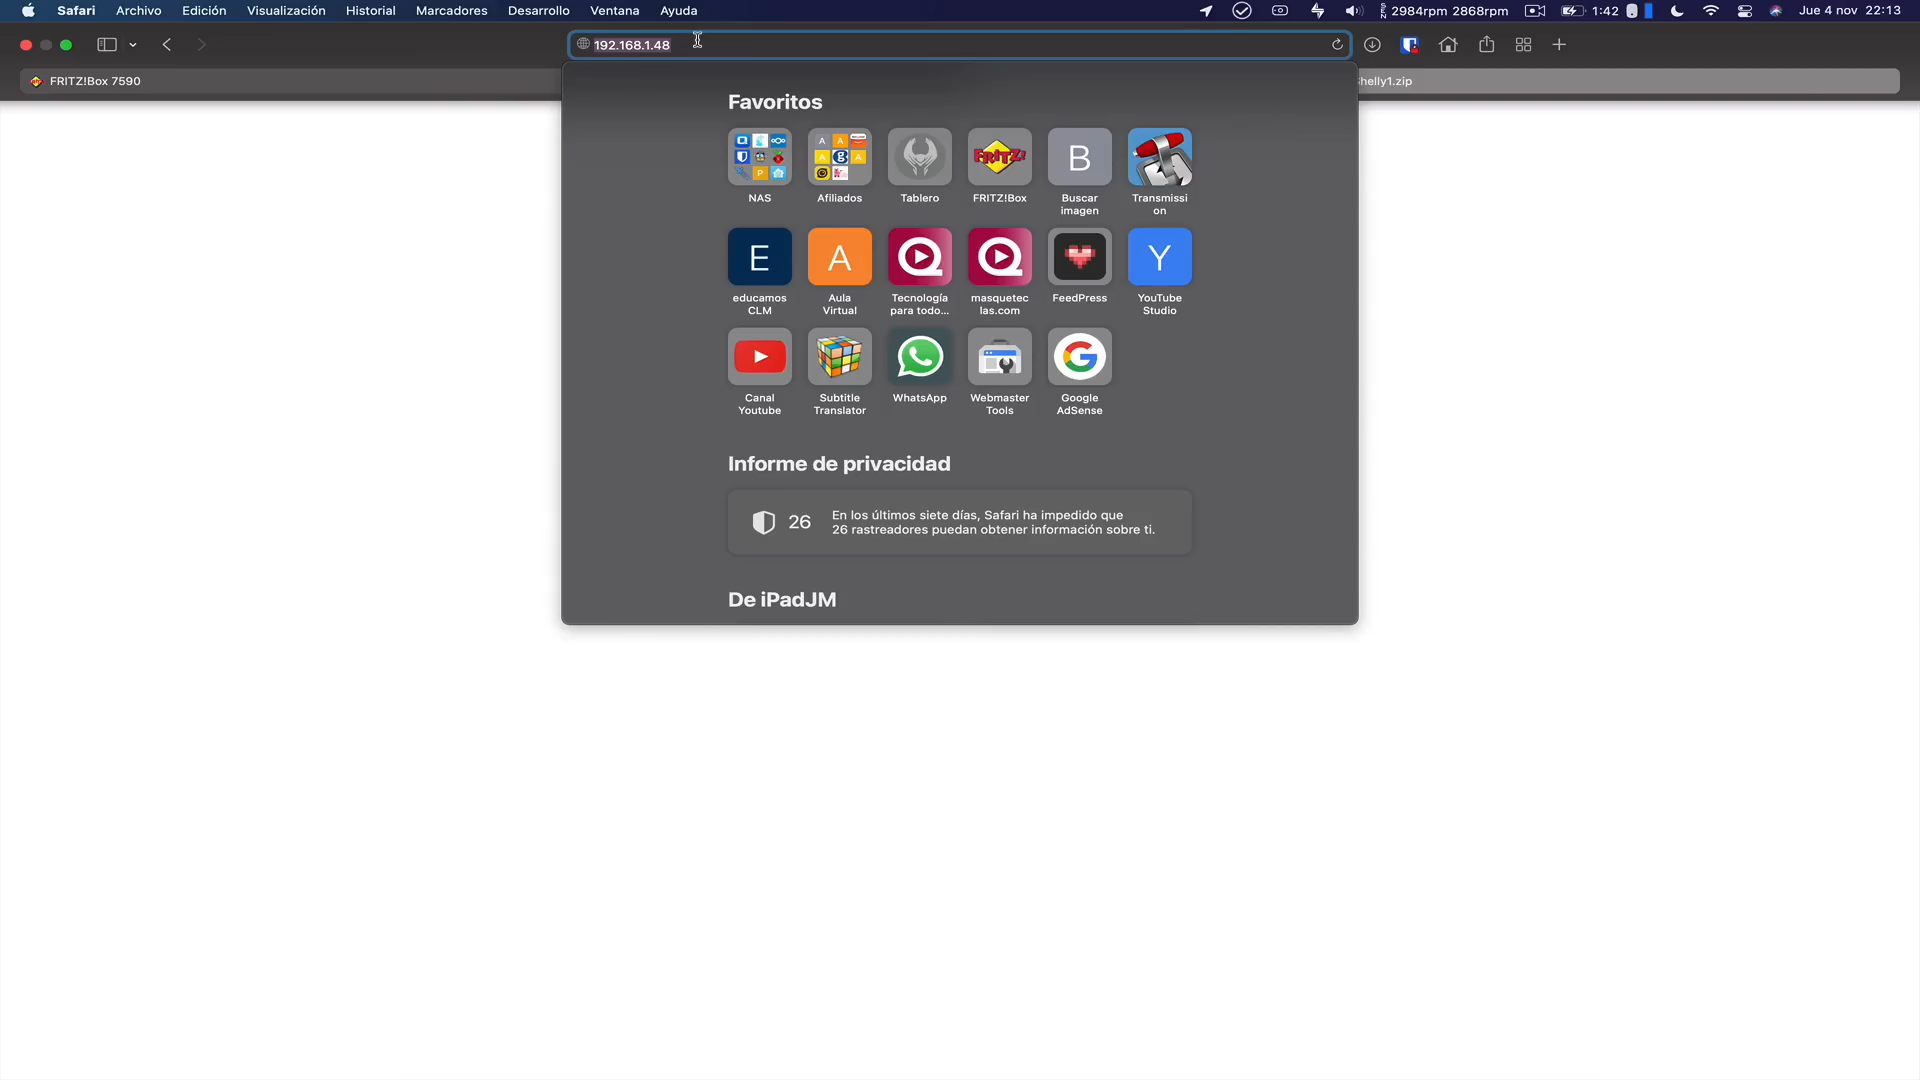 Safari Archivo Edición Visualización Historial Marcadores Desarrollo Ventana Ayuda 2984rpm 2868rpm 1:42 Jue 4 nov 22:13
192.168.1.48
FRITZ!Box 7590
helly1.zip
Favoritos
A A
A g A
P
FRITZ!
B
NAS Afiliados Tablero FRITZ!Box Buscar imagen Transmissi on
E A Y
educamos CLM
Aula Virtual
Tecnología para todo...
masquetec las.com
FeedPress
YouTube Studio
Canal Youtube
Subtitle Translator
WhatsApp
Webmaster Tools
Google AdSense
Informe de privacidad
26
En los últimos siete días, Safari ha impedido que
26 rastreadores puedan obtener información sobre ti.
De iPadJM